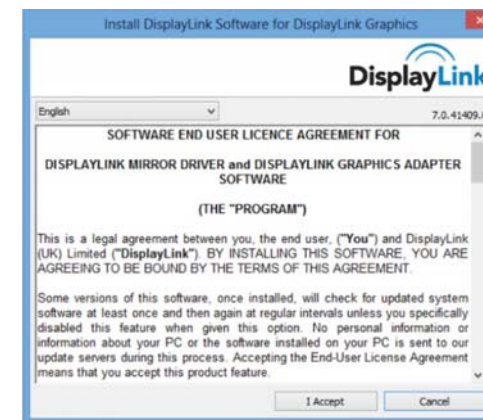 Install DisplayLink Software for DisplayLink Graphics
DisplayLink
English
7.0.41409.
SOFTWARE END USER LICENCE AGREEMENT FOR
DISPLAYLINK MIRROR DRIVER and DISPLAYLINK GRAPHICS ADAPTER
SOFTWARE
(THE "PROGRAM")
This is a legal agreement between you, the end user, ("You") and DisplayLink
(UK) Limited ("DisplayLink"). BY INSTALLING THIS SOFTWARE, YOU ARE
AGREEING TO BE BOUND BY THE TERMS OF THIS AGREEMENT.
Some versions of this software, once installed, will check for updated system
software at least once and then again at regular intervals unless you specifically
disabled this feature when given this option. No personal information or
information about your PC or the software installed on your PC is sent to our
update servers during this process. Accepting the End-User License Agreement
means that you accept this product feature.
I Accept
Cancel